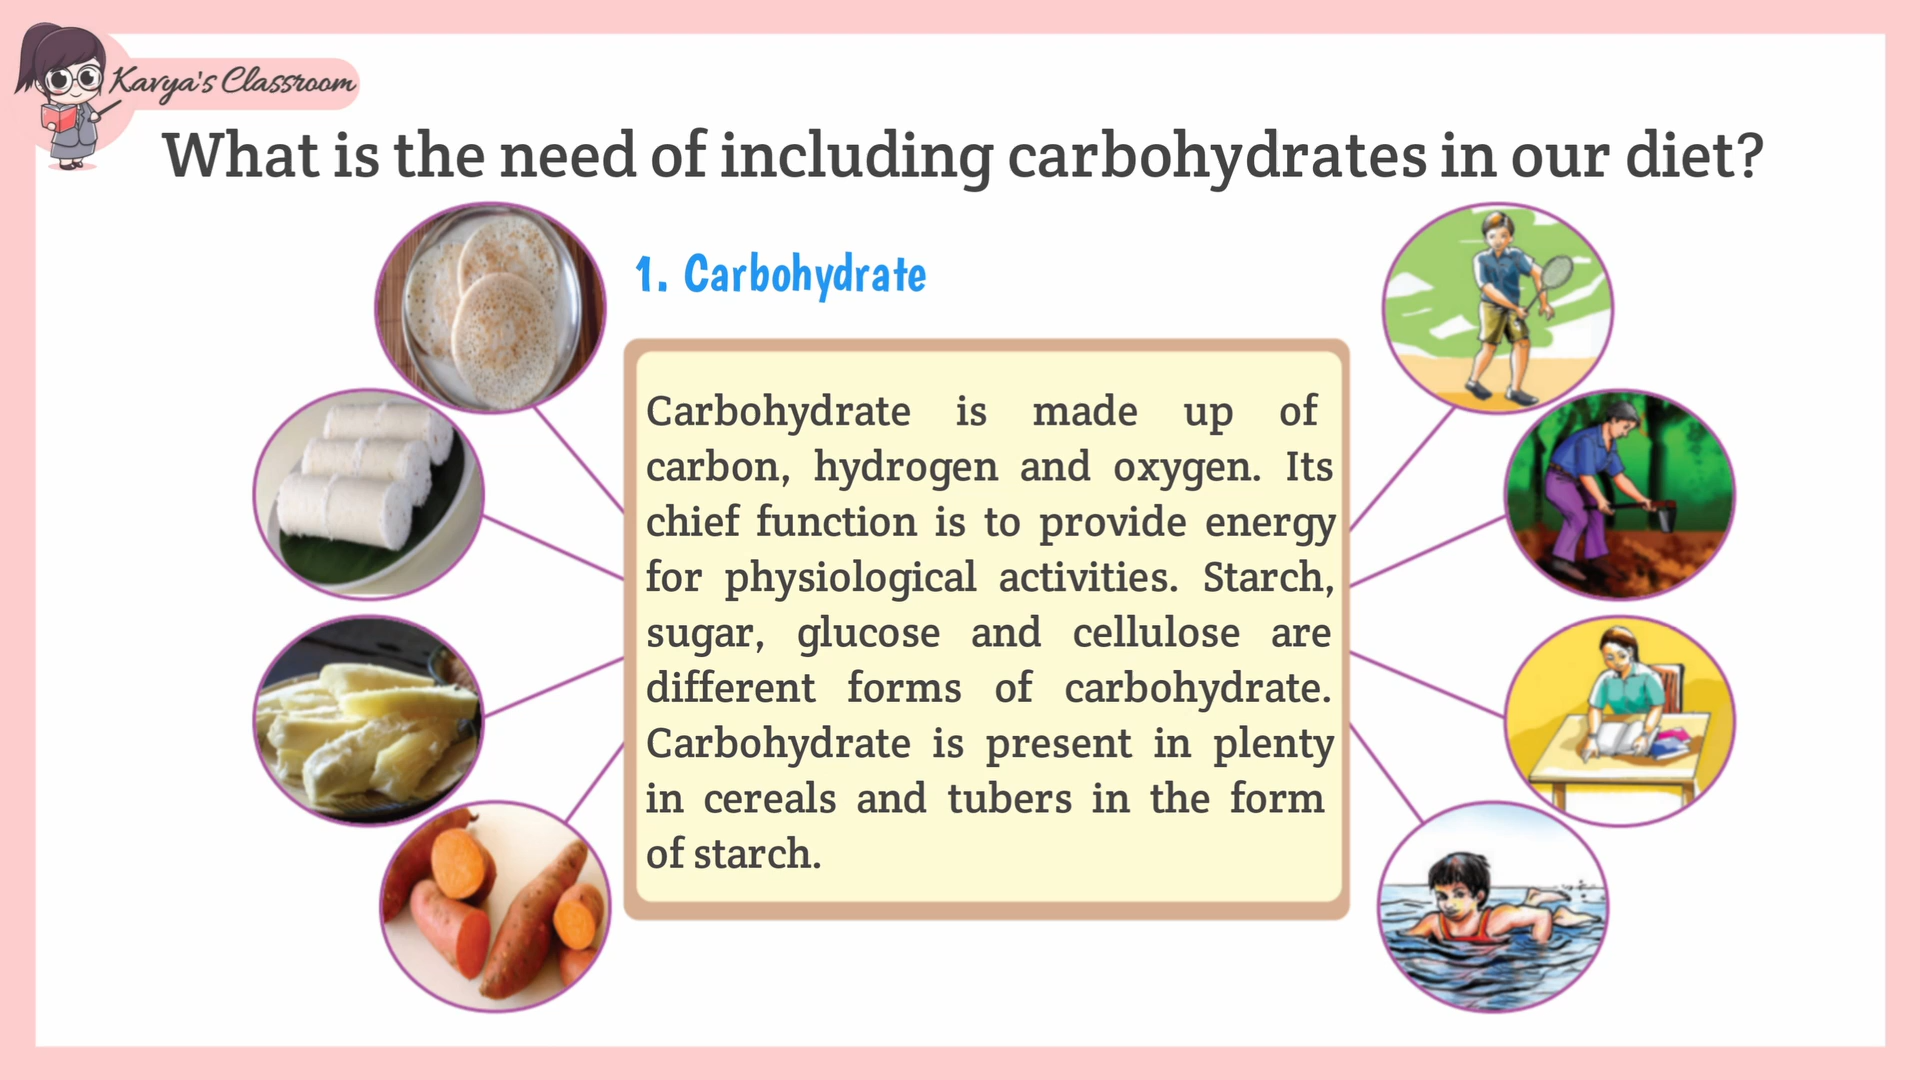 Kavya's Classroom
What is the need of including carbohydrates in our diet?
1. Carbohydrate
Carbohydrate is made up of
carbon, hydrogen and oxygen. Its
chief function is to provide energy
for physiological activities. Starch,
sugar, glucose and cellulose are
different forms of carbohydrate.
Carbohydrate is present in plenty
in cereals and tubers in the form
of starch.